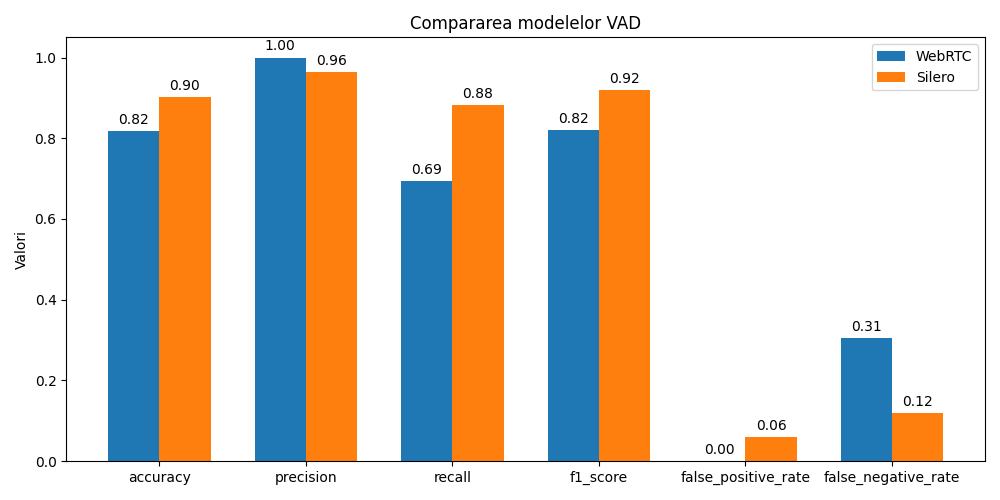 Compararea modelelor VAD
WebRTC
Silero
Valori
1.0
0.8
0.6
0.4
0.2
0.0
0.82
0.90
1.00
0.96
0.69
0.88
0.82
0.92
0.00
0.06
0.31
0.12
accuracy
precision
recall
f1_score
false_positive_rate
false_negative_rate